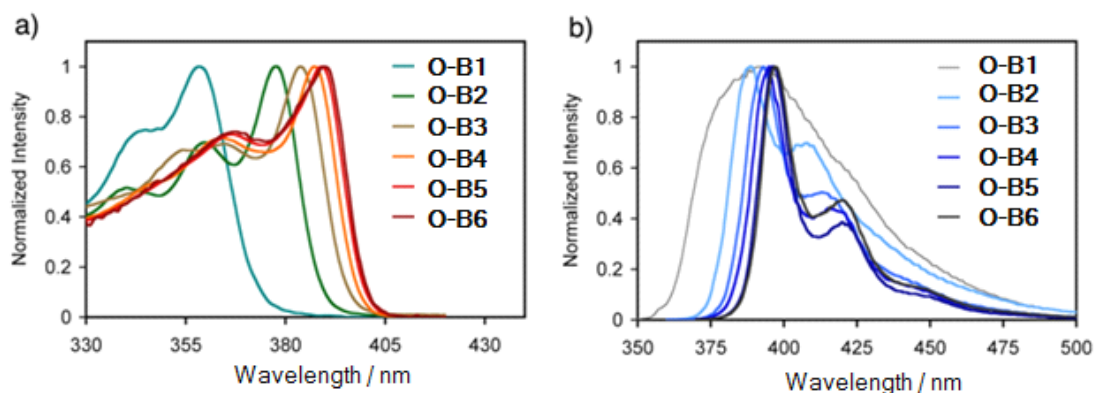 a)
Normalized Intensity
1
0.8
0.6
0.4
0.2
0
330
355
380
405
430
Wavelength / nm
O-B1
O-B2
O-B3
O-B4
O-B5
O-B6
b)
Normalized Intensity
1
0.8
0.6
0.4
0.2
0
350
375
400
425
450
475
500
Wavelength / nm
O-B1
O-B2
O-B3
O-B4
O-B5
O-B6